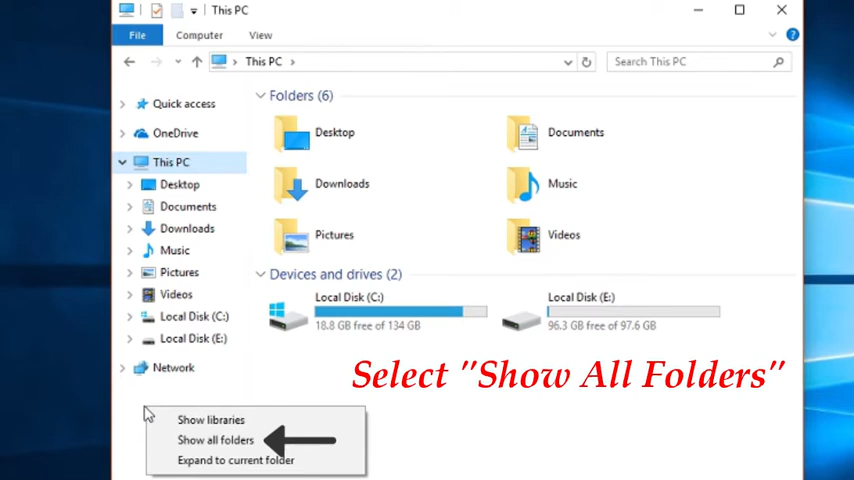 This PC
File Computer View
This PC
Search This PC
Quick access
OneDrive
This PC
Desktop
Documents
Downloads
Music
Pictures
Videos
Local Disk (C:)
Local Disk (E:)
Network
Folders (6)
Desktop
Documents
Downloads
Music
Pictures
Videos
Devices and drives (2)
Local Disk (C:)
18.8 GB free of 134 GB
Local Disk (E:)
96.3 GB free of 97.6 GB
Select "Show All Folders"
Show libraries
Show all folders
Expand to current folder